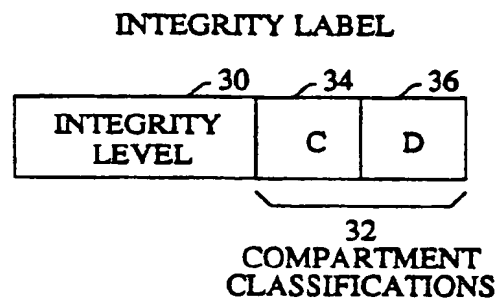 INTEGRITY LABEL
30 34 36
INTEGRITY
LEVEL
C D
32
COMPARTMENT
CLASSIFICATIONS